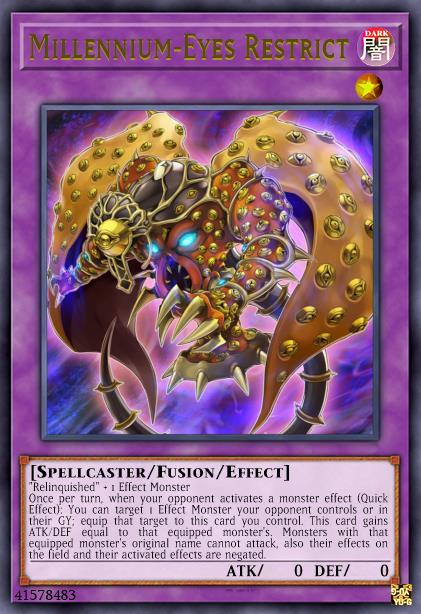 MILLENNIUM-EYES RESTRICT
DARK
闇
[SPELLCASTER/FUSION/EFFECT]
"Relinquished" + 1 Effect Monster
Once per turn, when your opponent activates a monster effect (Quick
Effect): You can target 1 Effect Monster your opponent controls or in
their GY; equip that target to this card you control. This card gains
ATK/DEF equal to that equipped monster's. Monsters with that
equipped monster's original name cannot attack, also their effects on
the field and their activated effects are negated.
ATK/ 0 DEF/ 0
41578483